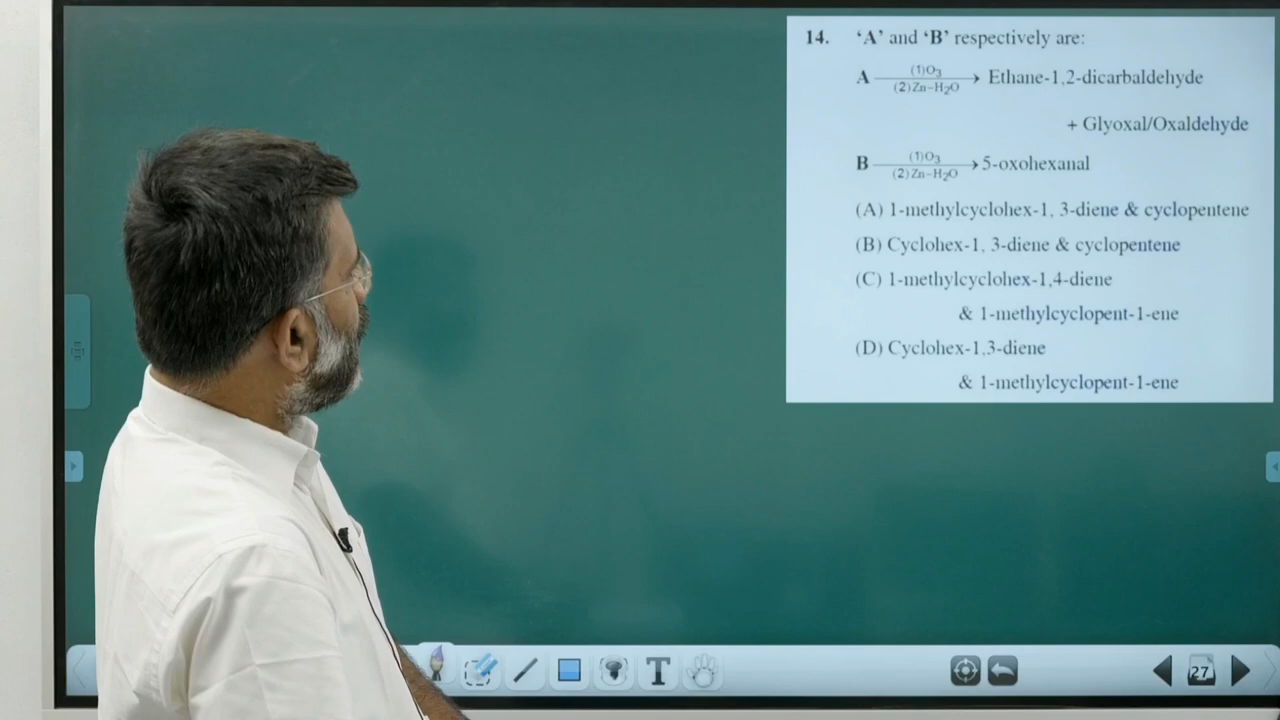 14. ‘A’ and ‘B’ respectively are:
A (1)O3 (2)Zn–H2O → Ethane-1,2-dicarbaldehyde
+ Glyoxal/Oxaldehyde
B (1)O3 (2)Zn–H2O → 5-oxohexanal
(A) 1-methylcyclohex-1, 3-diene & cyclopentene
(B) Cyclohex-1, 3-diene & cyclopentene
(C) 1-methylcyclohex-1,4-diene
& 1-methylcyclopent-1-ene
(D) Cyclohex-1,3-diene
& 1-methylcyclopent-1-ene
T
27